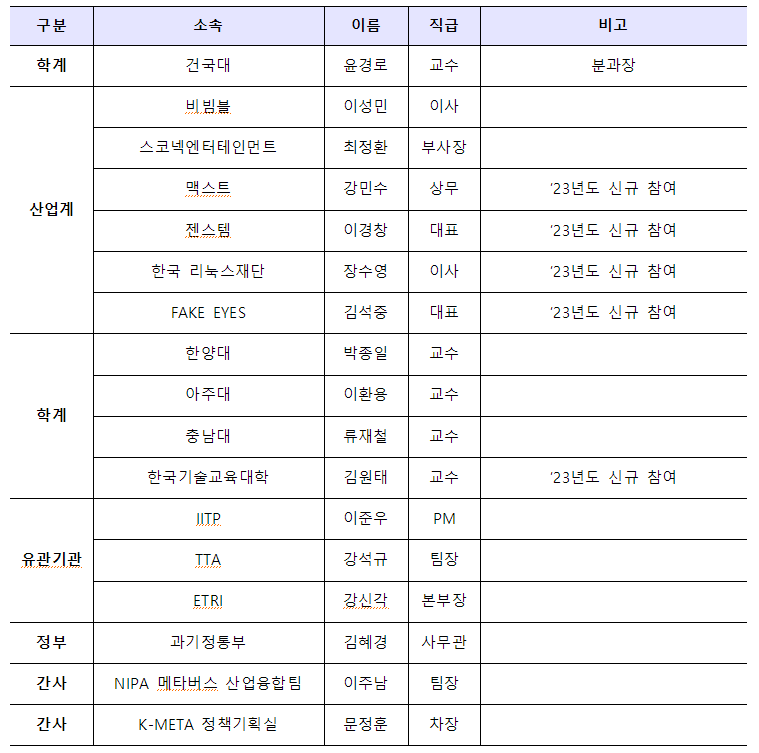 구분 소속 이름 직급 비고
학계 건국대 윤경로 교수 분과장
비빔블 이성민 이사
스코넥엔터테인먼트 최정환 부사장
맥스트 강민수 상무 ‘23년도 신규 참여
산업계
젠스템 이경창 대표 ‘23년도 신규 참여
한국 리눅스재단 장수영 이사 ‘23년도 신규 참여
FAKE EYES 김석중 대표 ‘23년도 신규 참여
한양대 박종일 교수
아주대 이환용 교수
학계
충남대 류재철 교수
한국기술교육대학 김원태 교수 ‘23년도 신규 참여
IITP 이준우 PM
유관기관 TTA 강석규 팀장
ETRI 강신각 본부장
정부 과기정통부 김혜경 사무관
간사 NIPA 메타버스 산업융합팀 이주남 팀장
간사 K-META 정책기획실 문정훈 차장